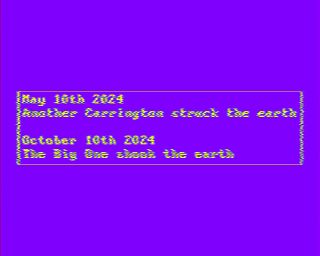 May 10th 2024
Another Carrington struck the earth
October 10th 2024
The Big One shook the earth